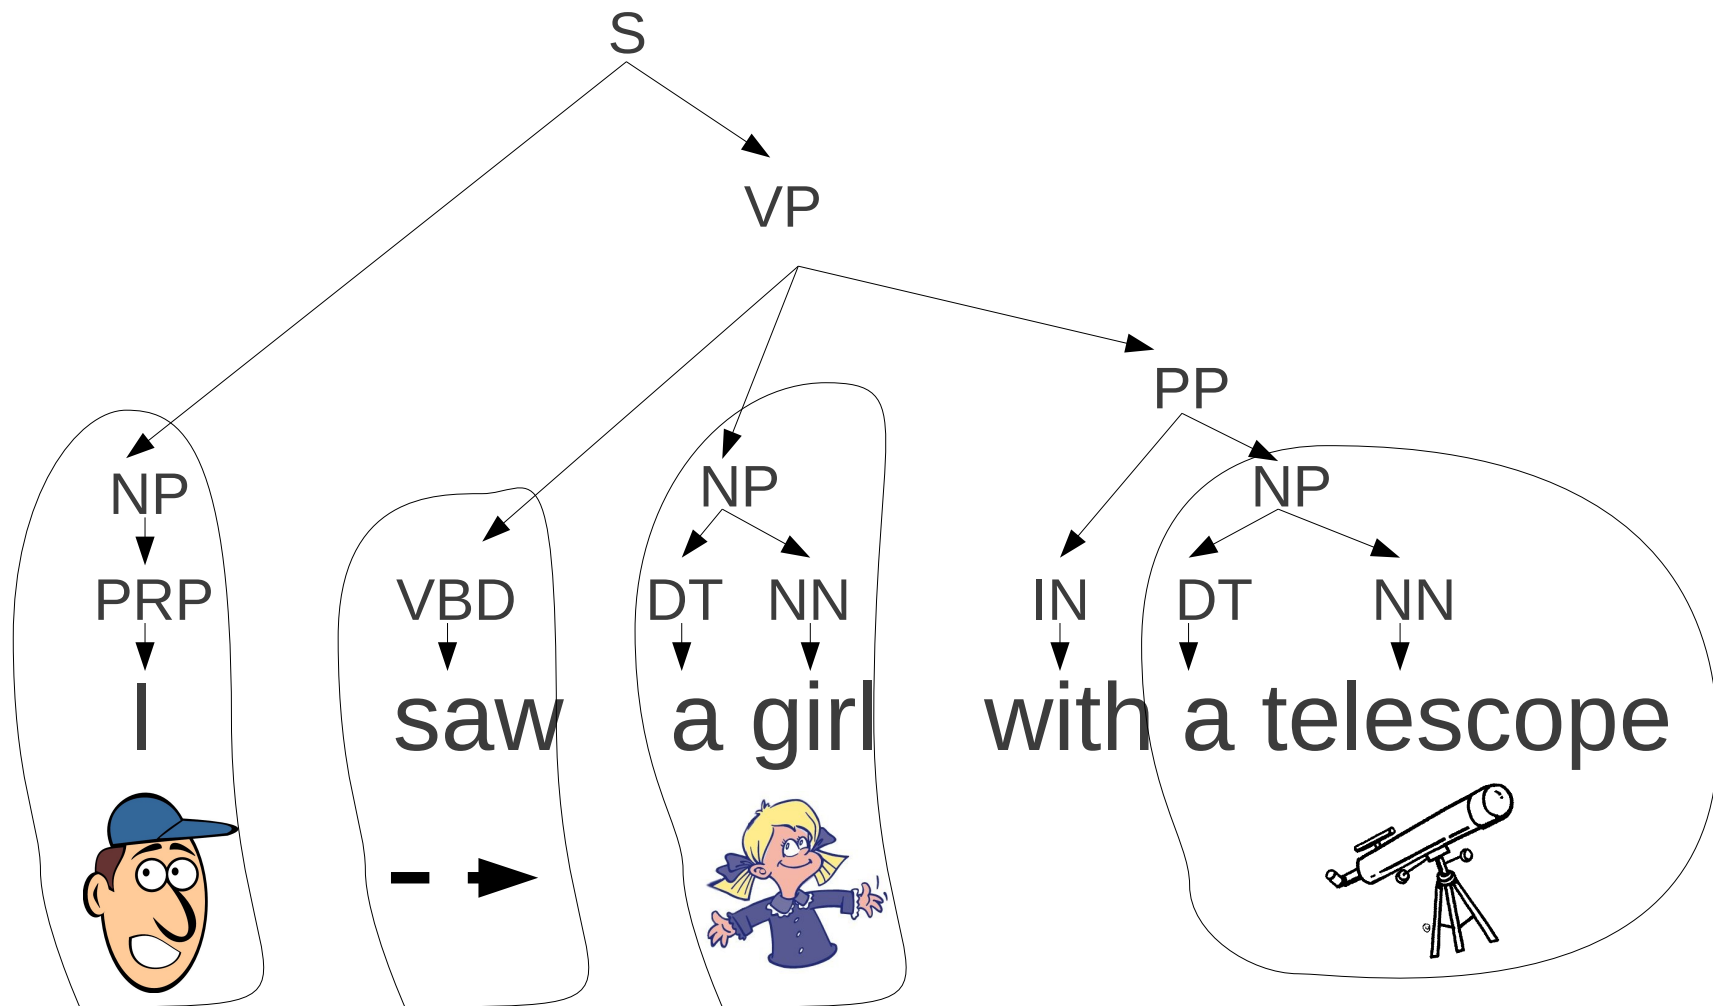 S
VP
PP
NP NP NP
PRP VBD DT NN IN DT NN
I saw a girl with a telescope